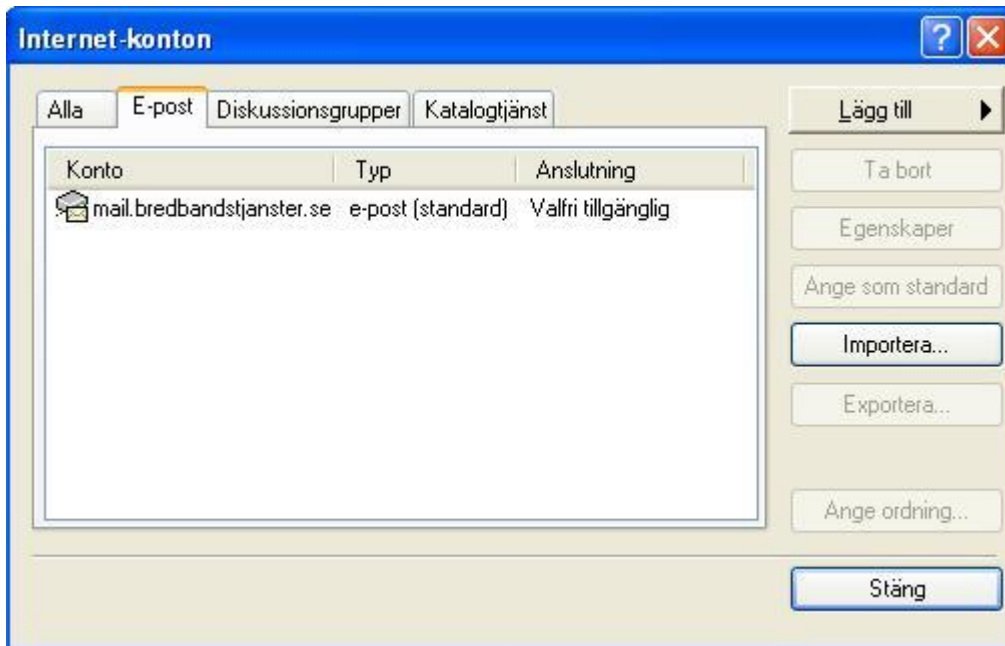 Internet-konton
Alla E-post Diskussionsgrupper Katalogtjänst
Konto Typ Anslutning
mail.bredbandstjanster.se e-post (standard) Valfri tillgänglig
Lägg till
Ta bort
Egenskaper
Ange som standard
Importera...
Exportera...
Ange ordning...
Stäng